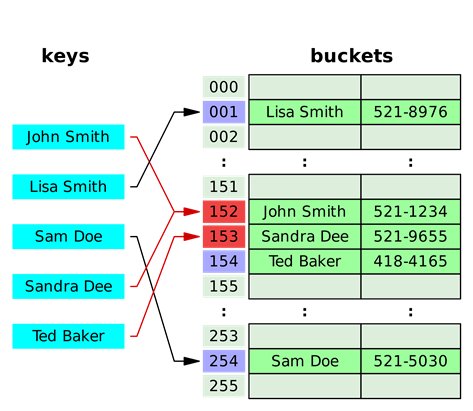 keys buckets
000
001 Lisa Smith 521-8976
002
John Smith
: : :
Lisa Smith
151
152 John Smith 521-1234
Sam Doe
153 Sandra Dee 521-9655
154 Ted Baker 418-4165
Sandra Dee
155
: : :
Ted Baker
253
254 Sam Doe 521-5030
255